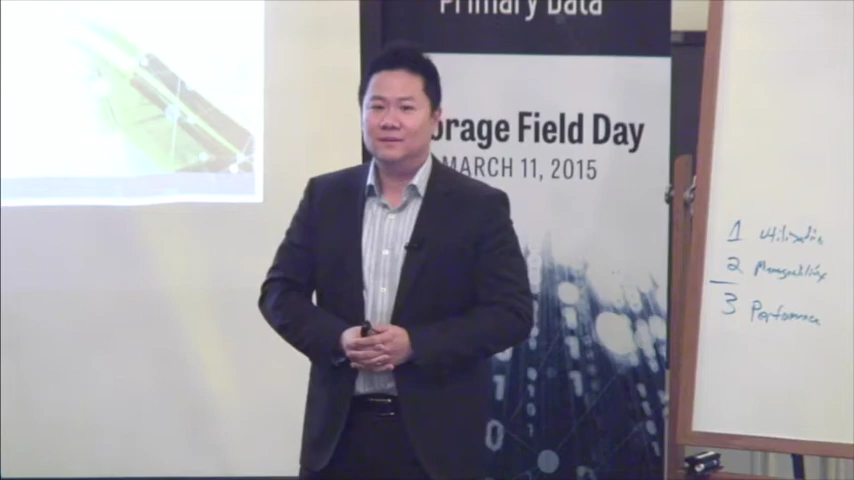 Primary Data
orage Field Day
MARCH 11, 2015
1 Utilization
2 Manageability
3 Performance